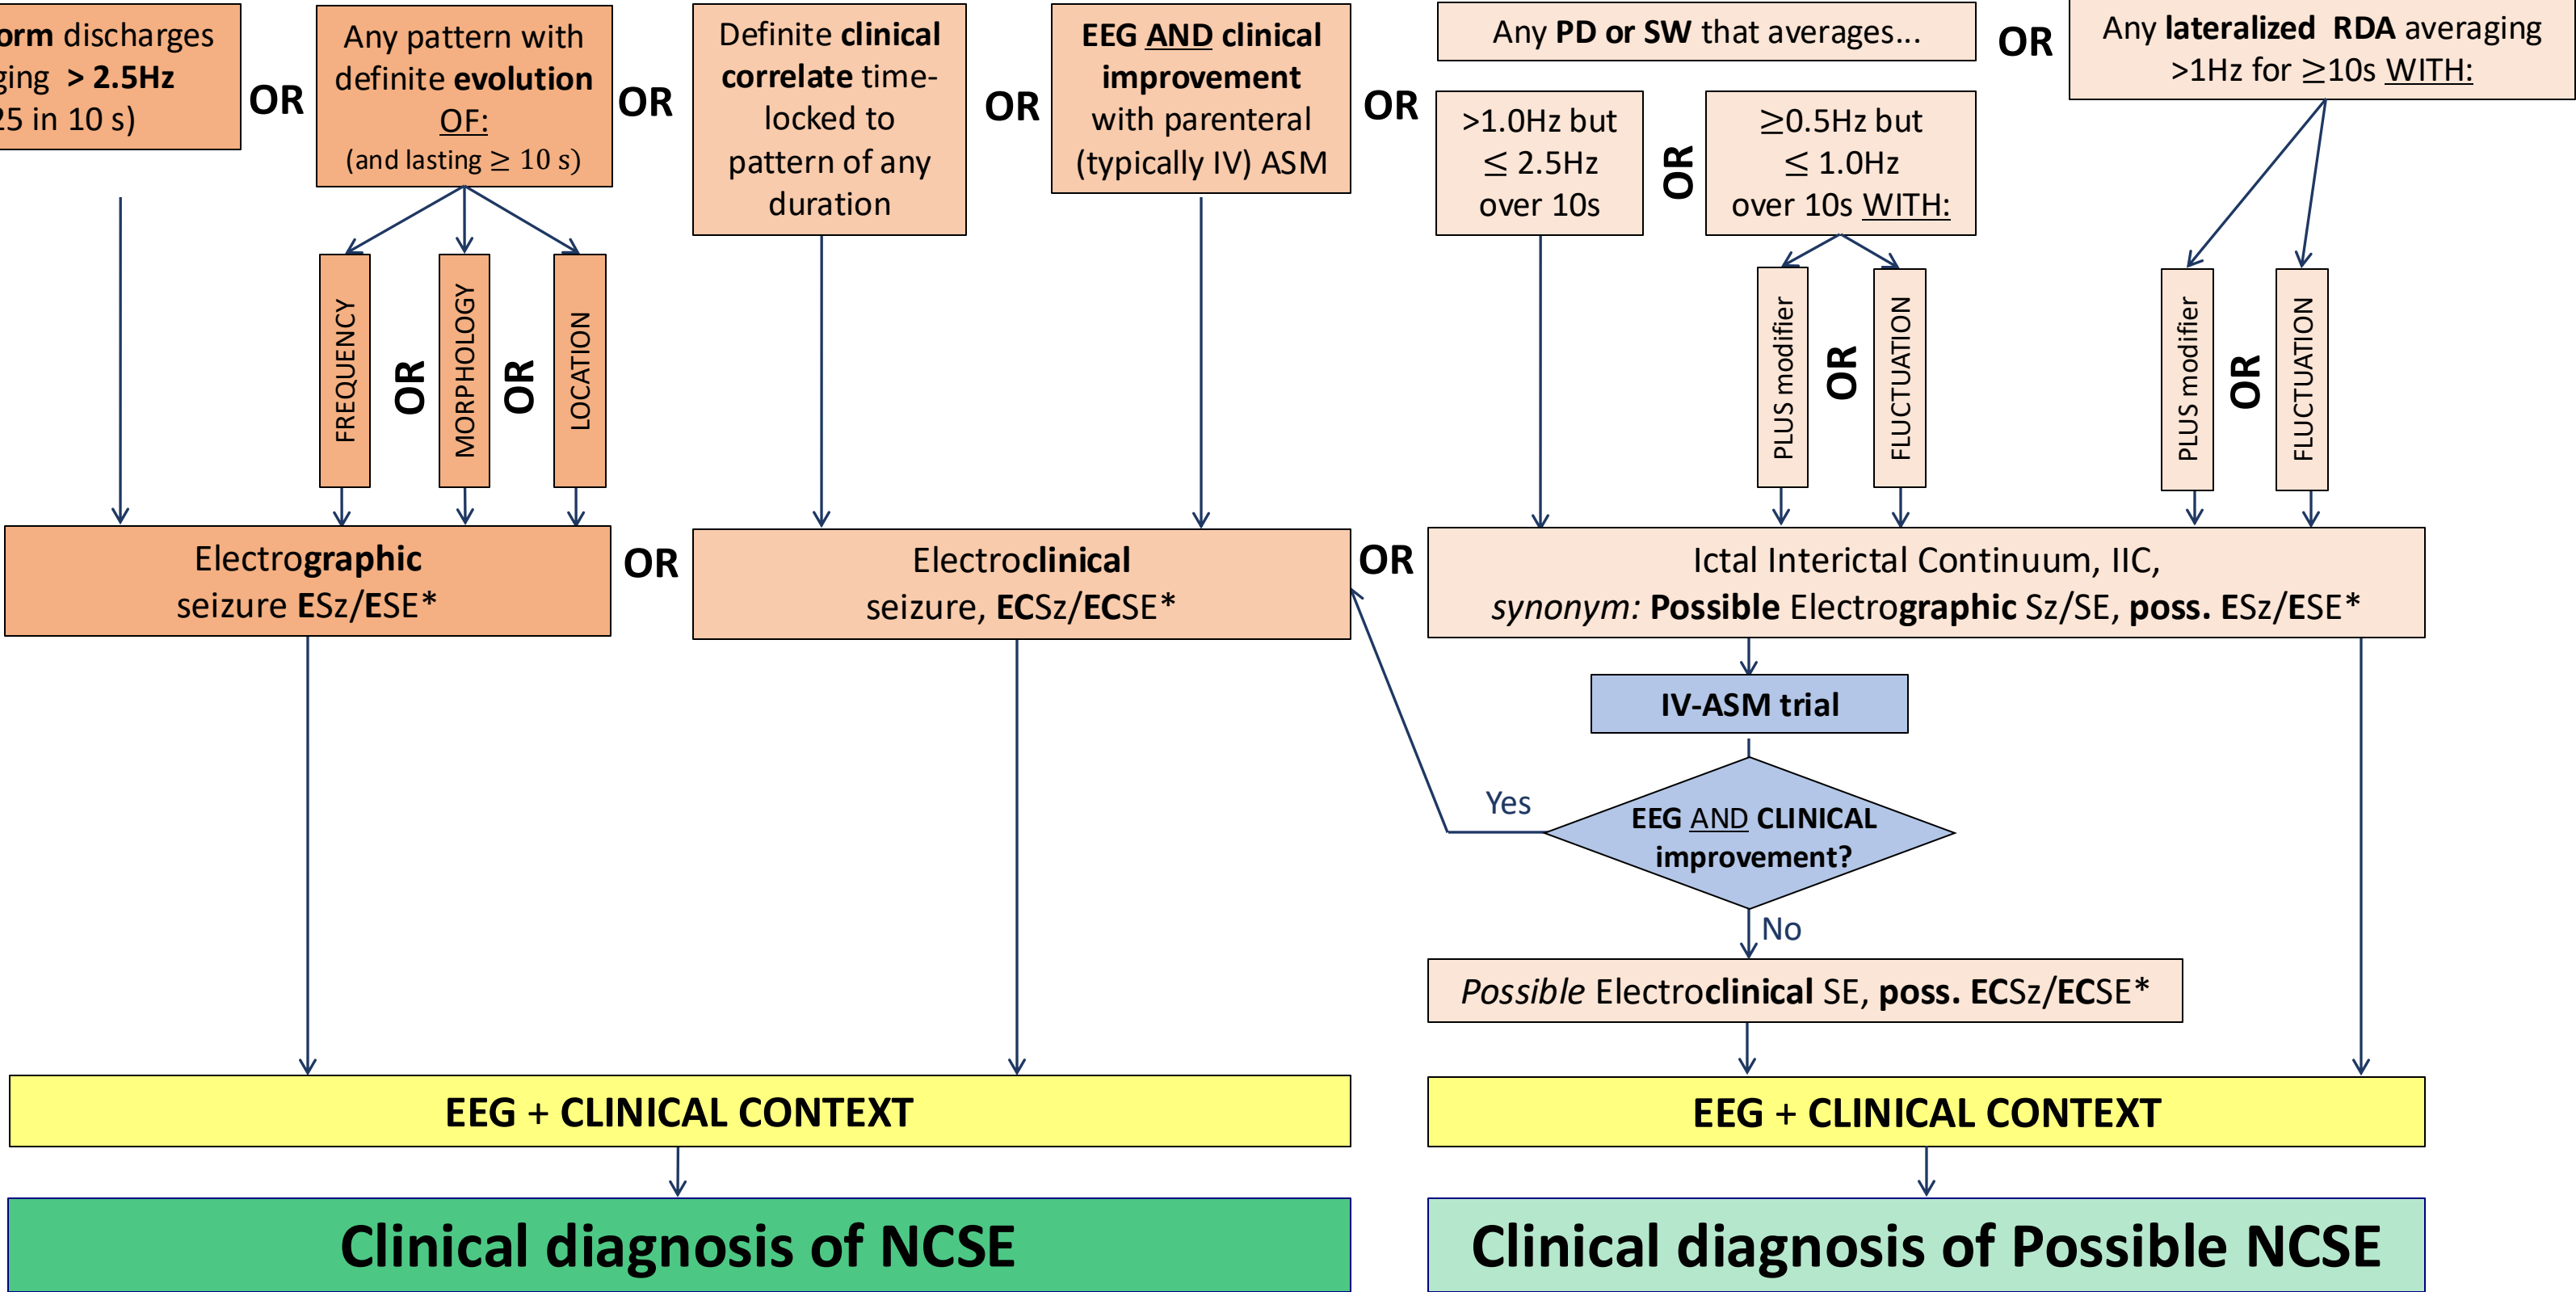 orm discharges
ging > 2.5Hz
25 in 10 s)
OR
Any pattern with
definite evolution
OF:
(and lasting ≥ 10 s)
OR
Definite clinical
correlate time-
locked to
pattern of any
duration
OR
EEG AND clinical
improvement
with parenteral
(typically IV) ASM
OR
Any PD or SW that averages...
OR
Any lateralized RDA averaging
>1Hz for ≥10s WITH:
>1.0Hz but
≤ 2.5Hz
over 10s
OR
≥0.5Hz but
≤ 1.0Hz
over 10s WITH:
FREQUENCY
OR
MORPHOLOGY
OR
LOCATION
PLUS modifier
OR
FLUCTUATION
PLUS modifier
OR
FLUCTUATION
Electrographic
seizure ESz/ESE*
OR
Electroclinical
seizure, ECSz/ECSE*
OR
Ictal Interictal Continuum, IIC,
synonym: Possible Electrographic Sz/SE, poss. ESz/ESE*
IV-ASM trial
Yes
EEG AND CLINICAL
improvement?
No
Possible Electroclinical SE, poss. ECSz/ECSE*
EEG + CLINICAL CONTEXT
EEG + CLINICAL CONTEXT
Clinical diagnosis of NCSE
Clinical diagnosis of Possible NCSE